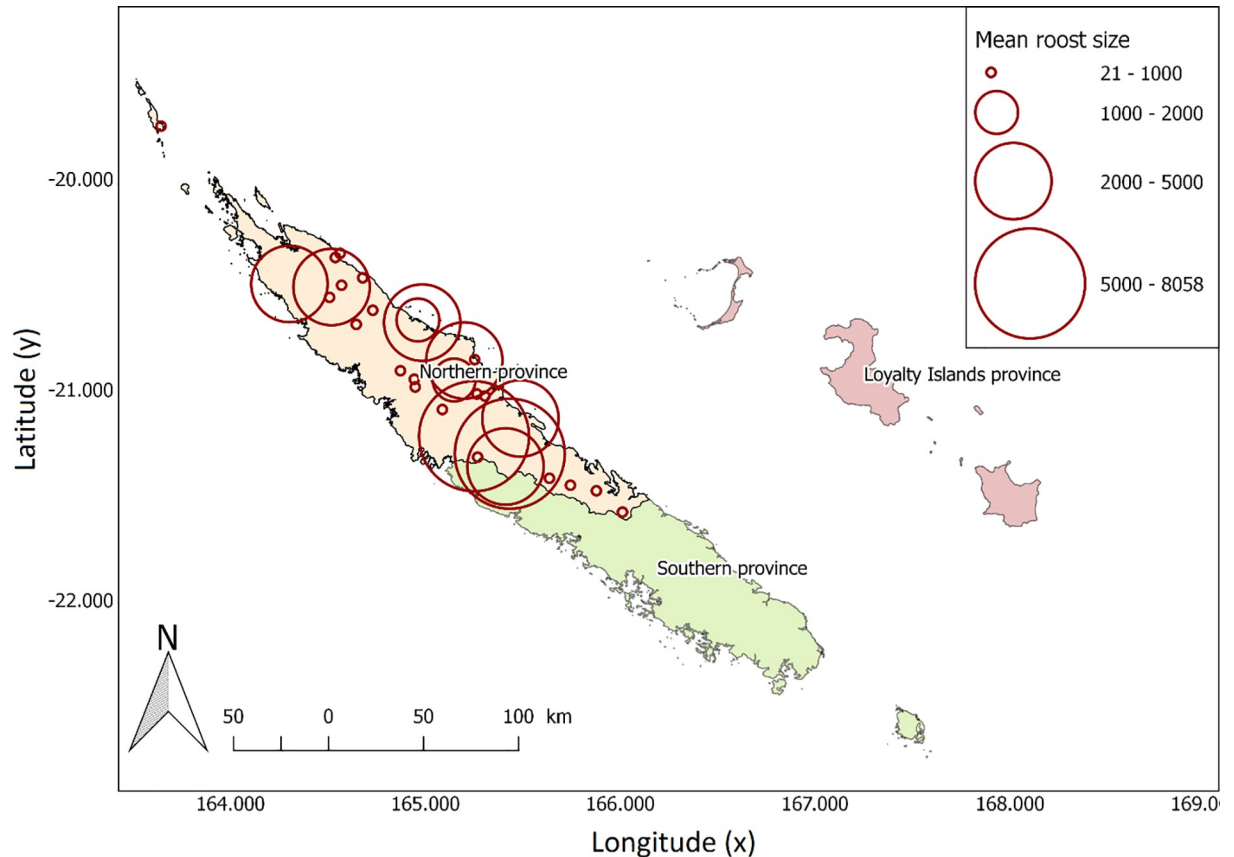 Mean roost size
21 - 1000
1000 - 2000
2000 - 5000
5000 - 8058
-20.000
-21.000
-22.000
Latitude (y)
Northern province
Loyalty Islands province
Southern province
N
50 0 50 100 km
164.000 165.000 166.000 167.000 168.000 169.0
Longitude (x)